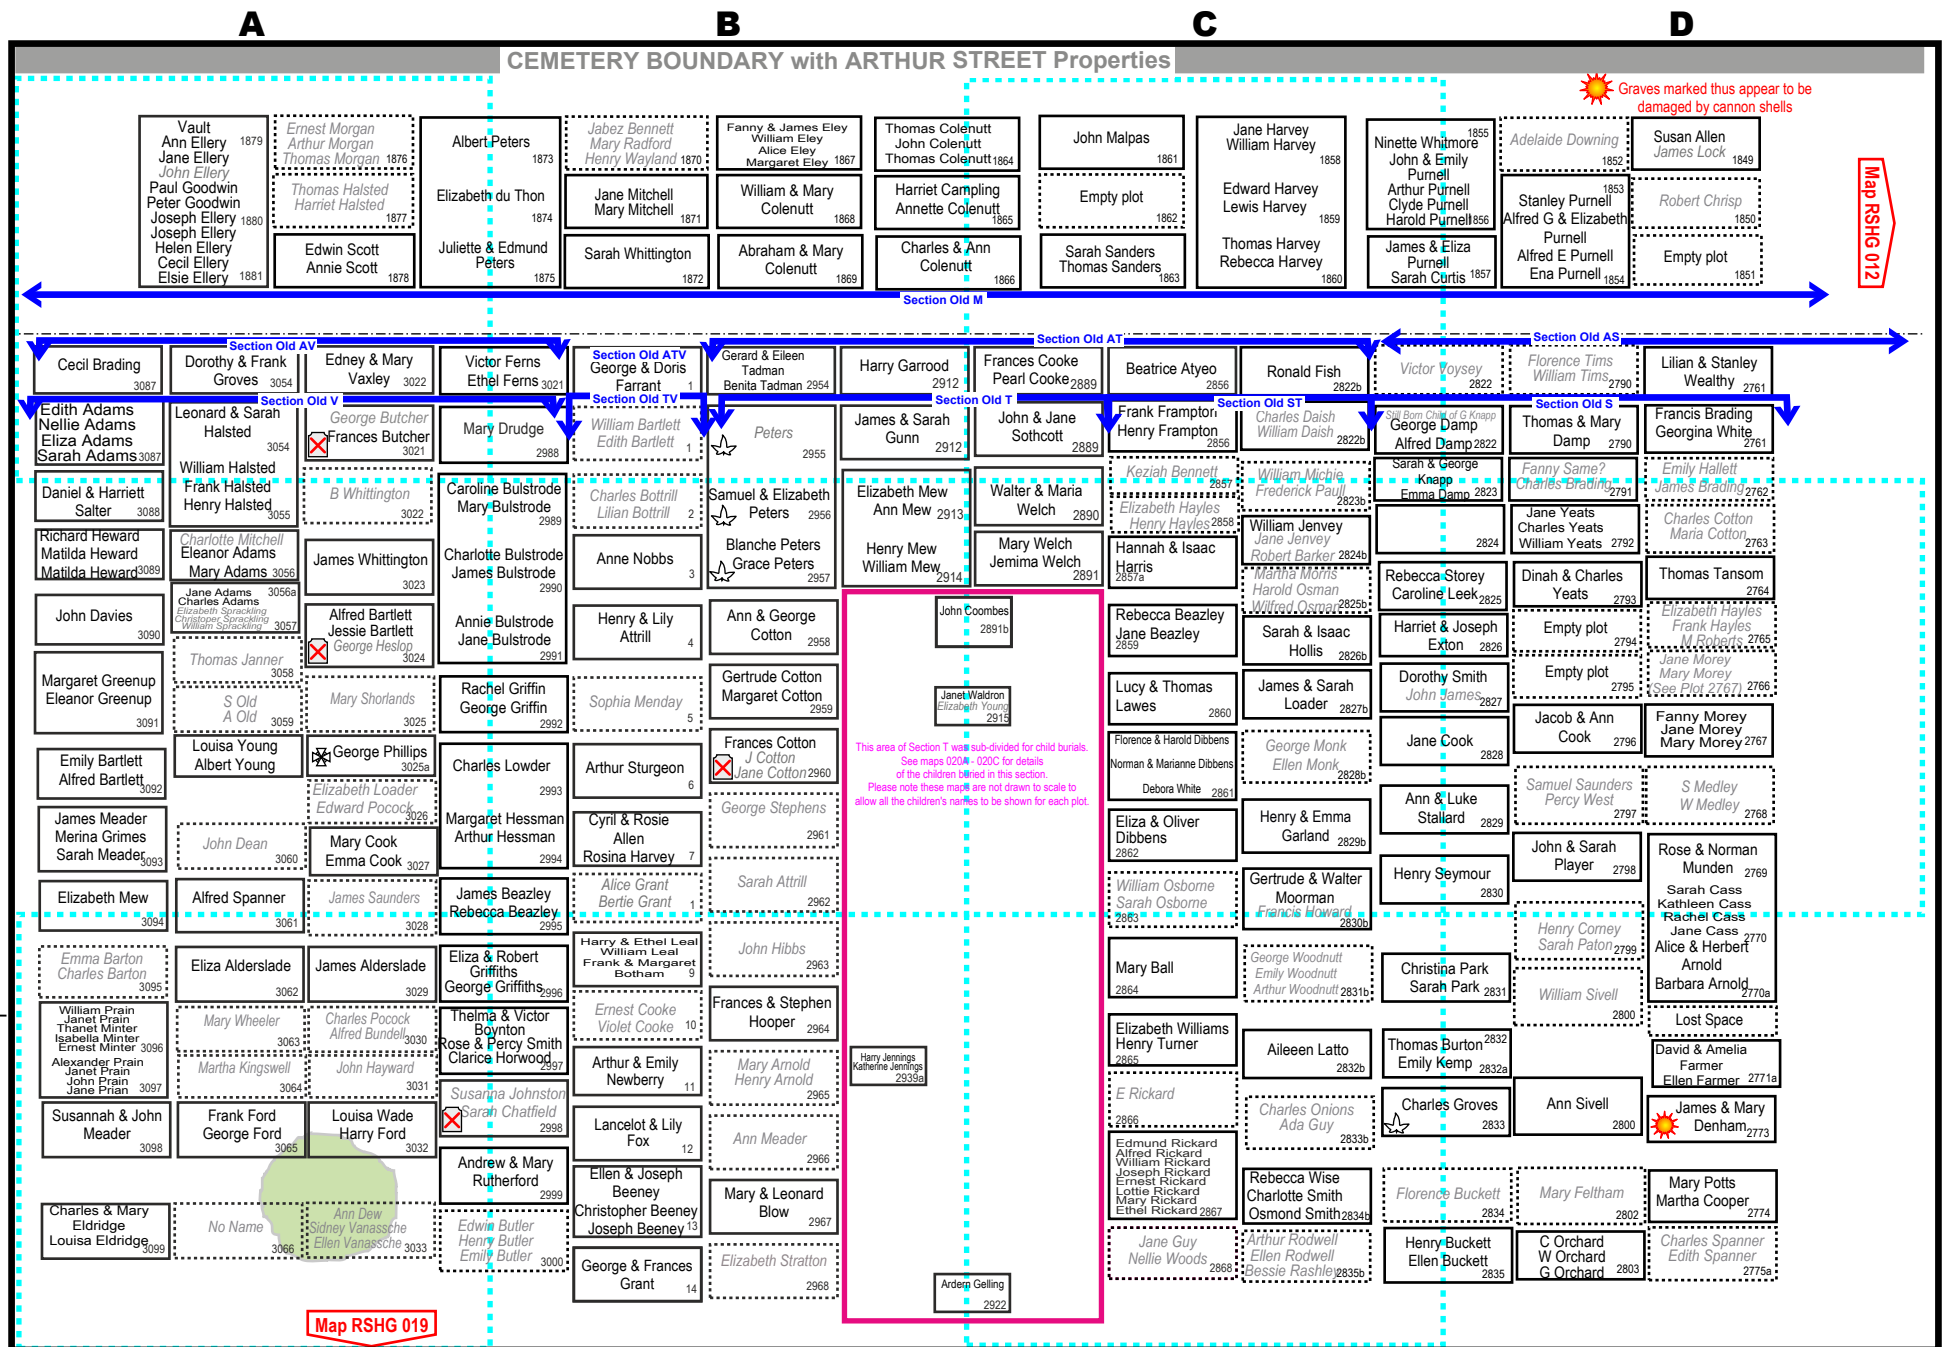 A
B
C
D
CEMETERY BOUNDARY with ARTHUR STREET Properties
Graves marked thus appear to be
damaged by cannon shells
Map RSHG 012
Vault
Ann Ellery 1879
Jane Ellery
John Ellery
Paul Goodwin
Peter Goodwin
Joseph Ellery 1880
Joseph Ellery
Helen Ellery
Cecil Ellery
Elsie Ellery 1881
Ernest Morgan
Arthur Morgan
Thomas Morgan 1876
Thomas Halsted
Harriet Halsted
1877
Edwin Scott
Annie Scott
1878
Albert Peters
1873
Elizabeth du Thon
1874
Juliette & Edmund
Peters
1875
Jabez Bennett
Mary Radford
Henry Wayland 1870
Jane Mitchell
Mary Mitchell
1871
Sarah Whittington
1872
Fanny & James Eley
William Eley
Alice Eley
Margaret Eley 1867
William & Mary
Colenutt
1868
Abraham & Mary
Colenutt
1869
Thomas Colenutt
John Colenutt
Thomas Colenutt 1864
Harriet Campling
Annette Colenutt
1865
Charles & Ann
Colenutt
1866
John Malpas
1861
Empty plot
1862
Sarah Sanders
Thomas Sanders
1863
Jane Harvey
William Harvey
1858
Edward Harvey
Lewis Harvey
1859
Thomas Harvey
Rebecca Harvey
1860
1855
Ninette Whitmore
John & Emily
Purnell
Arthur Purnell
Clyde Purnell
Harold Purnell 1856
James & Eliza
Purnell
Sarah Curtis 1857
Adelaide Downing
1852
1853
Stanley Purnell
Alfred G & Elizabeth
Purnell
Alfred E Purnell
Ena Purnell 1854
Susan Allen
James Lock
1849
Robert Chrisp
1850
Empty plot
1851
Section Old M
Section Old AV
Section Old ATV
Section Old AT
Section Old AS
Cecil Brading
3087
Dorothy & Frank
Groves 3054
Edney & Mary
Vaxley 3022
Victor Ferns
Ethel Ferns 3021
George & Doris
Farrant 1
Gerard & Eileen
Tadman
Benita Tadman 2954
Harry Garrood
2912
Frances Cooke
Pearl Cooke 2889
Beatrice Atyeo
2856
Ronald Fish
2822b
Victor Voysey
2822
Florence Tims
William Tims 2790
Lilian & Stanley
Wealthy 2761
Section Old V
Section Old TV
Section Old T
Section Old ST
Section Old S
Edith Adams
Nellie Adams
Eliza Adams
Sarah Adams 3087
Daniel & Harriett
Salter 3088
Richard Heward
Matilda Heward
Matilda Heward 3089
John Davies
3090
Margaret Greenup
Eleanor Greenup
3091
Emily Bartlett
Alfred Bartlett
3092
James Meader
Merina Grimes
Sarah Meader 3093
Elizabeth Mew
3094
Emma Barton
Charles Barton
3095
William Prain
Janet Prain
Thanet Minter
Isabella Minter
Ernest Minter 3096
Alexander Prain
Janet Prain
John Prain
Jane Prian 3097
Susannah & John
Meader
3098
Charles & Mary
Eldridge
Louisa Eldridge 3099
Leonard & Sarah
Halsted
3054
William Halsted
Frank Halsted
Henry Halsted 3055
Charlotte Mitchell
Eleanor Adams
Mary Adams 3056
Jane Adams 3056a
Charles Adams
Elizabeth Sprackling
Christoper Sprackling
William Sprackling 3057
Thomas Janner
3058
S Old
A Old 3059
Louisa Young
Albert Young
John Dean
3060
Alfred Spanner
3061
Eliza Alderslade
3062
Mary Wheeler
3063
Martha Kingswell
3064
Frank Ford
George Ford
3065
No Name
3066
George Butcher
Frances Butcher
3021
B Whittington
3022
James Whittington
3023
Alfred Bartlett
Jessie Bartlett
George Heslop
3024
Mary Shorlands
3025
George Phillips
3025a
Elizabeth Loader
Edward Pocock
3026
Mary Cook
Emma Cook 3027
James Saunders
3028
James Alderslade
3029
Charles Pocock
Alfred Bundell 3030
John Hayward
3031
Louisa Wade
Harry Ford
3032
Ann Dew
Sidney Vanassche
Ellen Vanassche 3033
Mary Drudge
2988
Caroline Bulstrode
Mary Bulstrode
2989
Charlotte Bulstrode
James Bulstrode
2990
Annie Bulstrode
Jane Bulstrode
2991
Rachel Griffin
George Griffin
2992
Charles Lowder
2993
Margaret Hessman
Arthur Hessman
2994
James Beazley
Rebecca Beazley
2995
Eliza & Robert
Griffiths
George Griffiths 2996
Thelma & Victor
Boynton
Rose & Percy Smith
Clarice Horwood
2997
Susanna Johnston
Sarah Chatfield
2998
Andrew & Mary
Rutherford
2999
Edwin Butler
Henry Butler
Emily Butler 3000
William Bartlett
Edith Bartlett
1
Charles Bottrill
Lilian Bottrill 2
Anne Nobbs
3
Henry & Lily
Attrill
4
Sophia Menday
5
Arthur Sturgeon
6
Cyril & Rosie
Allen
Rosina Harvey 7
Alice Grant
Bertie Grant 1
Harry & Ethel Leal
William Leal
Frank & Margaret
Botham 9
Ernest Cooke
Violet Cooke 10
Arthur & Emily
Newberry 11
Lancelot & Lily
Fox
12
Ellen & Joseph
Beeney
Christopher Beeney
Joseph Beeney 13
George & Frances
Grant 14
Peters
2955
Samuel & Elizabeth
Peters 2956
Blanche Peters
Grace Peters
2957
Ann & George
Cotton
2958
Gertrude Cotton
Margaret Cotton
2959
Frances Cotton
J Cotton
Jane Cotton 2960
George Stephens
2961
Sarah Attrill
2962
John Hibbs
2963
Frances & Stephen
Hooper 2964
Mary Arnold
Henry Arnold
2965
Ann Meader
2966
Mary & Leonard
Blow
2967
Elizabeth Stratton
2968
James & Sarah
Gunn
2912
Elizabeth Mew
Ann Mew 2913
Henry Mew
William Mew 2914
John & Jane
Sothcott
2889
Walter & Maria
Welch 2890
Mary Welch
Jemima Welch 2891
John Coombes
2891b
Janet Waldron
Elizabeth Young
2915
This area of Section T was sub-divided for child burials.
See maps 020A - 020C for details
of the children buried in this section.
Please note these maps are not drawn to scale to
allow all the children's names to be shown for each plot.
Harry Jennings
Katherine Jennings
2939a
Ardern Gelling
2922
Frank Frampton
Henry Frampton
2856
Keziah Bennett
2857
Elizabeth Hayles
Henry Hayles 2858
Hannah & Isaac
Harris
2857a
Rebecca Beazley
Jane Beazley
2859
Lucy & Thomas
Lawes 2860
Florence & Harold Dibbens
Norman & Marianne Dibbens
Debora White 2861
Eliza & Oliver
Dibbens
2862
William Osborne
Sarah Osborne
2863
Mary Ball
2864
Elizabeth Williams
Henry Turner
2865
E Rickard
2866
Edmund Rickard
Alfred Rickard
William Rickard
Joseph Rickard
Ernest Rickard
Lottie Rickard
Mary Rickard
Ethel Rickard 2867
Jane Guy
Nellie Woods 2868
Charles Daish
William Daish
2822b
William Michie
Frederick Paull
2823b
William Jenvey
Jane Jenvey
Robert Barker 2824b
Martha Morris
Harold Osman
Wilfred Osman 2825b
Sarah & Isaac
Hollis 2826b
James & Sarah
Loader 2827b
George Monk
Ellen Monk
2828b
Henry & Emma
Garland
2829b
Gertrude & Walter
Moorman
Francis Howard
2830b
George Woodnutt
Emily Woodnutt
Arthur Woodnutt 2831b
Aileeen Latto
2832b
Charles Onions
Ada Guy
2833b
Rebecca Wise
Charlotte Smith
Osmond Smith 2834b
Arthur Rodwell
Ellen Rodwell
Bessie Rashley 2835b
Still Born Child of G Knapp
George Damp
Alfred Damp 2822
Sarah & George
Knapp
Emma Damp 2823
2824
Rebecca Storey
Caroline Leek 2825
Harriet & Joseph
Exton 2826
Dorothy Smith
John James 2827
Jane Cook
2828
Ann & Luke
Stallard 2829
Henry Seymour
2830
Christina Park
Sarah Park 2831
Thomas Burton 2832
Emily Kemp 2832a
Charles Groves
2833
Florence Buckett
2834
Henry Buckett
Ellen Buckett
2835
Thomas & Mary
Damp 2790
Fanny Same?
Charles Brading 2791
Jane Yeats
Charles Yeats
William Yeats 2792
Dinah & Charles
Yeats 2793
Empty plot
2794
Empty plot
2795
Jacob & Ann
Cook 2796
Samuel Saunders
Percy West
2797
John & Sarah
Player 2798
Henry Corney
Sarah Paton 2799
William Sivell
2800
Ann Sivell
2800
Mary Feltham
2802
C Orchard
W Orchard
G Orchard 2803
Francis Brading
Georgina White
2761
Emily Hallett
James Brading 2762
Charles Cotton
Maria Cotton
2763
Thomas Tansom
2764
Elizabeth Hayles
Frank Hayles
M Roberts 2765
Jane Morey
Mary Morey
(See Plot 2767) 2766
Fanny Morey
Jane Morey
Mary Morey 2767
S Medley
W Medley
2768
Rose & Norman
Munden
2769
Sarah Cass
Kathleen Cass
Rachel Cass
Jane Cass 2770
Alice & Herbert
Arnold
Barbara Arnold
2770a
Lost Space
David & Amelia
Farmer
Ellen Farmer 2771a
James & Mary
Denham 2773
Mary Potts
Martha Cooper
2774
Charles Spanner
Edith Spanner
2775a
Map RSHG 019